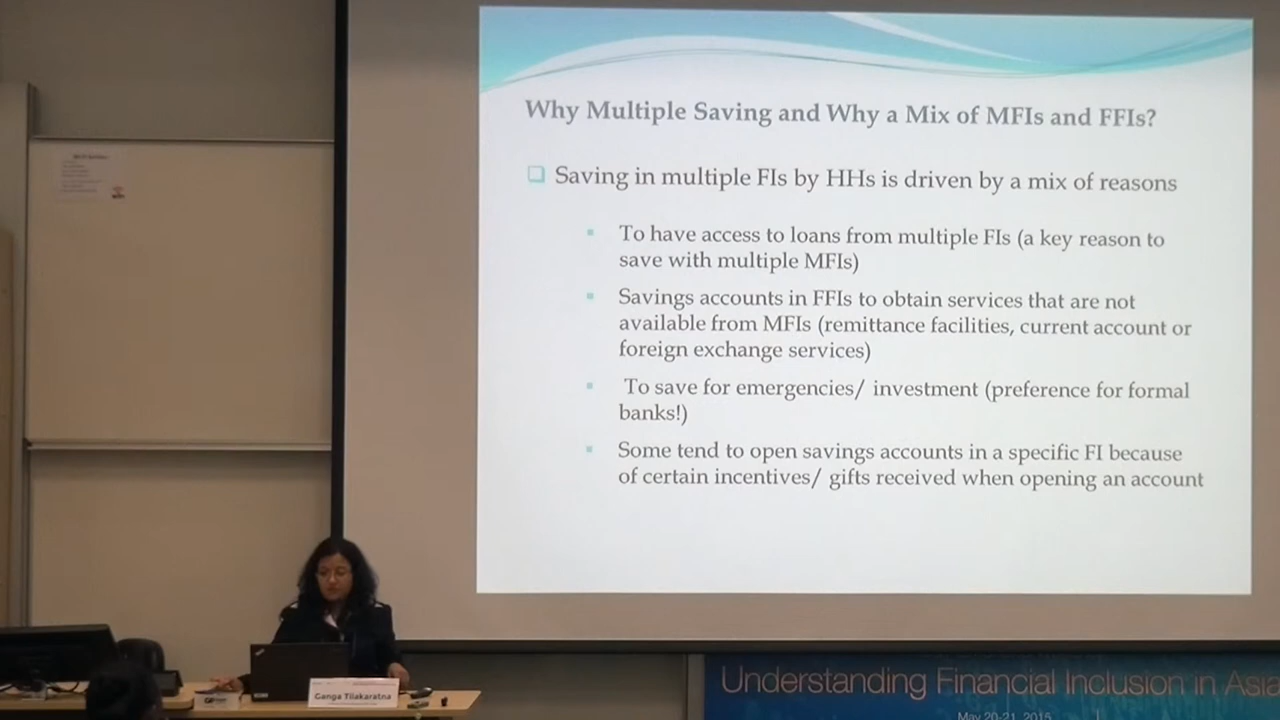 Why Multiple Saving and Why a Mix of MFIs and FFIs?
Saving in multiple FIs by HHs is driven by a mix of reasons
To have access to loans from multiple FIs (a key reason to
save with multiple MFIs)
Savings accounts in FFIs to obtain services that are not
available from MFIs (remittance facilities, current account or
foreign exchange services)
To save for emergencies/ investment (preference for formal
banks!)
Some tend to open savings accounts in a specific FI because
of certain incentives/ gifts received when opening an account
Ganga Tilakaratna
Understanding Financial Inclusion in Asia
May 20-21, 2015